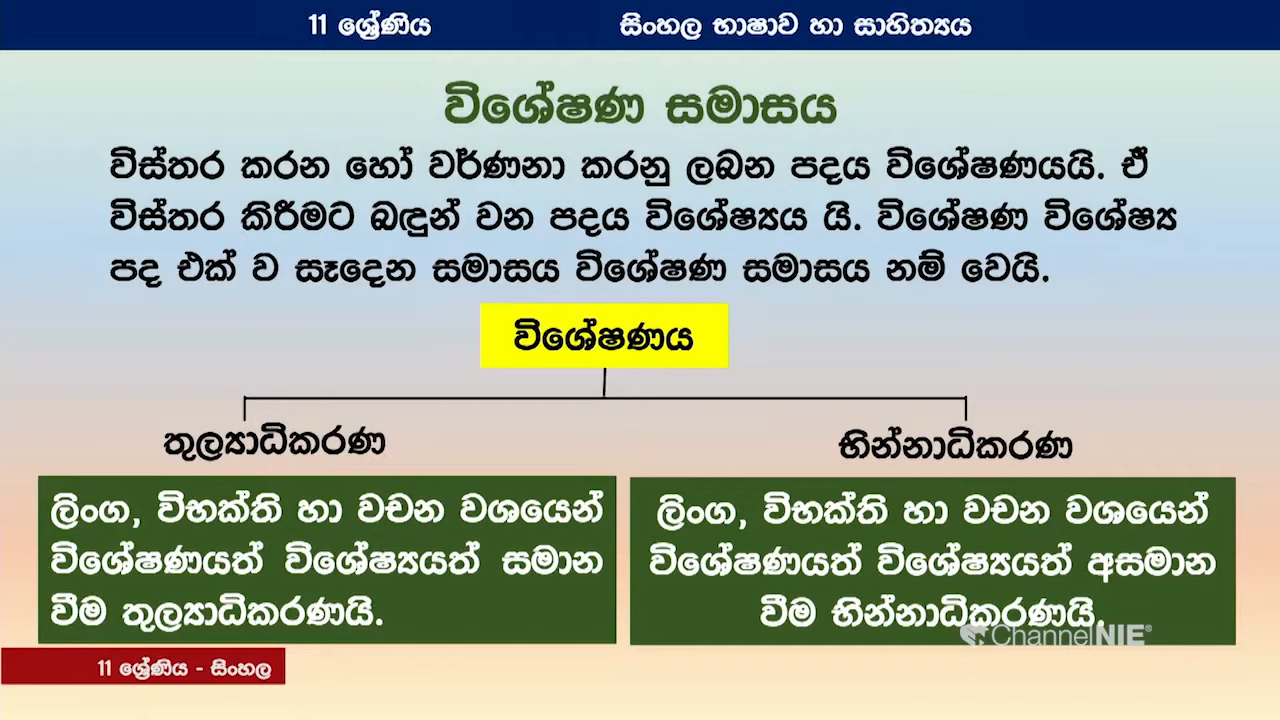 11 ශ්‍රේණිය
සිංහල භාෂාව හා සාහිත්‍යය
විශේෂණ සමාසය
විස්තර කරන හෝ වර්ණනා කරනු ලබන පදය විශේෂණයයි. ඒ
විස්තර කිරීමට බඳුන් වන පදය විශේෂ්‍යය යි. විශේෂණ විශේෂ්‍ය
පද එක් ව සෑදෙන සමාසය විශේෂණ සමාසය නම් වෙයි.
විශේෂණය
තුල්‍යාධිකරණ
භින්නාධිකරණ
ලිංග, විභක්ති හා වචන වශයෙන්
විශේෂණයත් විශේෂ්‍යයත් සමාන
වීම තුල්‍යාධිකරණයි.
ලිංග, විභක්ති හා වචන වශයෙන්
විශේෂණයත් විශේෂ්‍යයත් අසමාන
වීම භින්නාධිකරණයි.
ChannelNIE®
11 ශ්‍රේණිය - සිංහල